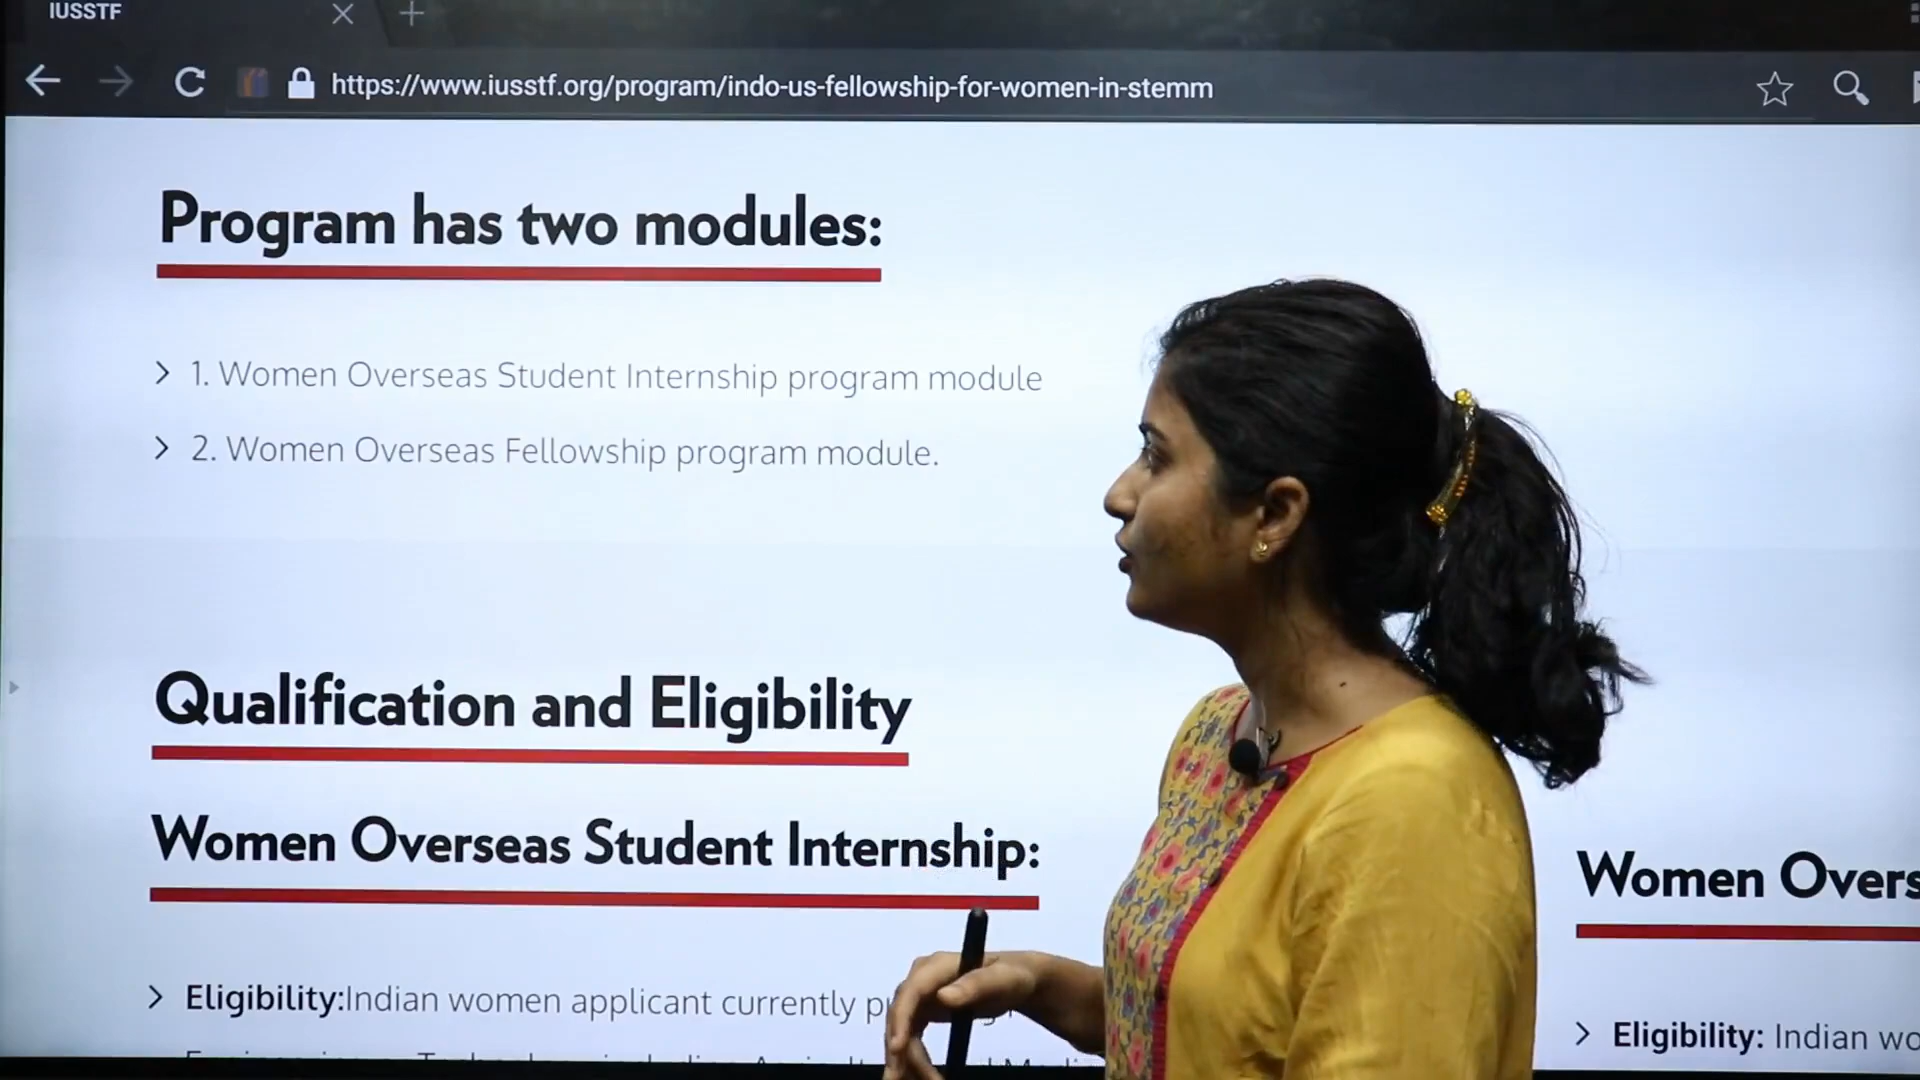 IUSSTF
https://www.iusstf.org/program/indo-us-fellowship-for-women-in-stemm
Program has two modules:
1. Women Overseas Student Internship program module
2. Women Overseas Fellowship program module.
Qualification and Eligibility
Women Overseas Student Internship:
Eligibility:Indian women applicant currently
Women
Eligibility: Indian